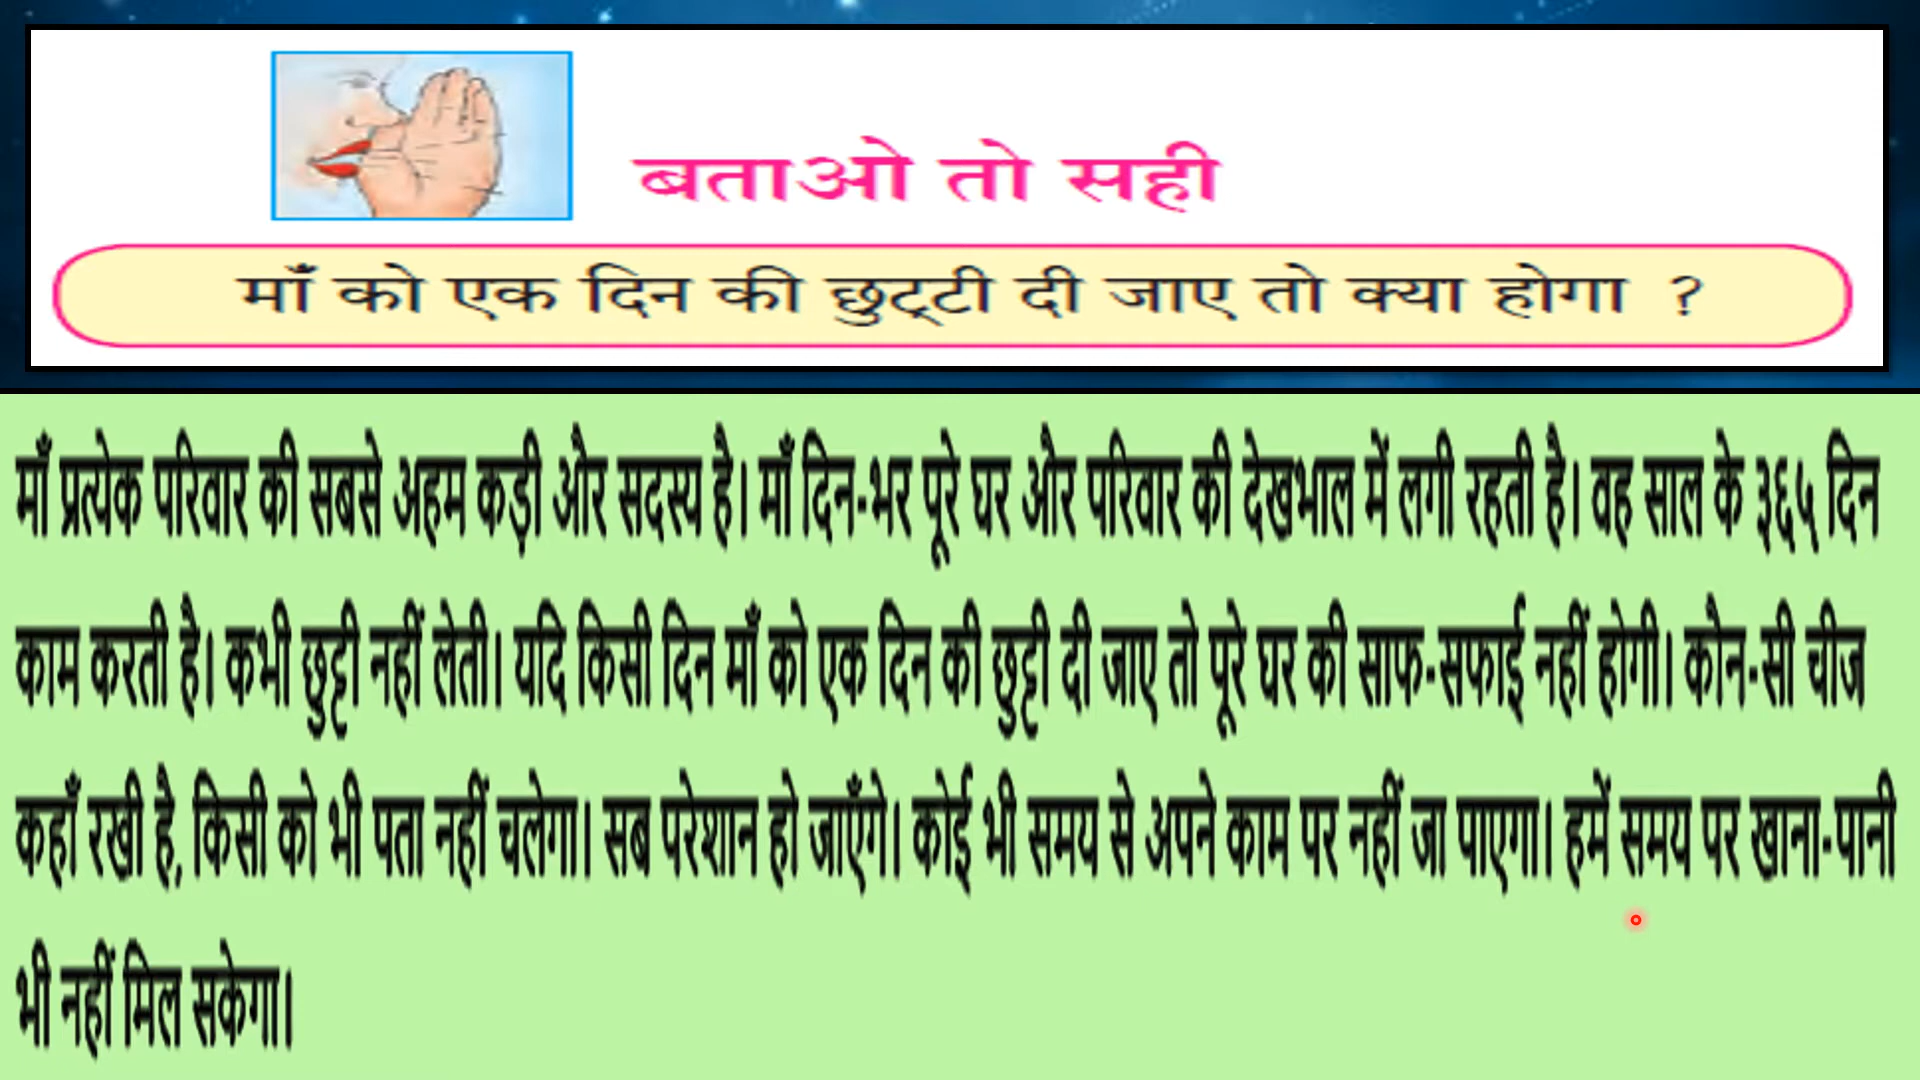 बताओ तो सही
माँ को एक दिन की छुट्‌टी दी जाए तो क्या होगा ?
माँ प्रत्येक परिवार की सबसे अहम कड़ी और सदस्य है। माँ दिन-भर पूरे घर और परिवार की देखभाल में लगी रहती है। वह साल के ३६५ दिन
काम करती है। कभी छुट्टी नहीं लेती। यदि किसी दिन माँ को एक दिन की छुट्टी दी जाए तो पूरे घर की साफ-सफाई नहीं होगी। कौन-सी चीज
कहाँ रखी है, किसी को भी पता नहीं चलेगा। सब परेशान हो जाएँगे। कोई भी समय से अपने काम पर नहीं जा पाएगा। हमें समय पर खाना-पानी
भी नहीं मिल सकेगा।